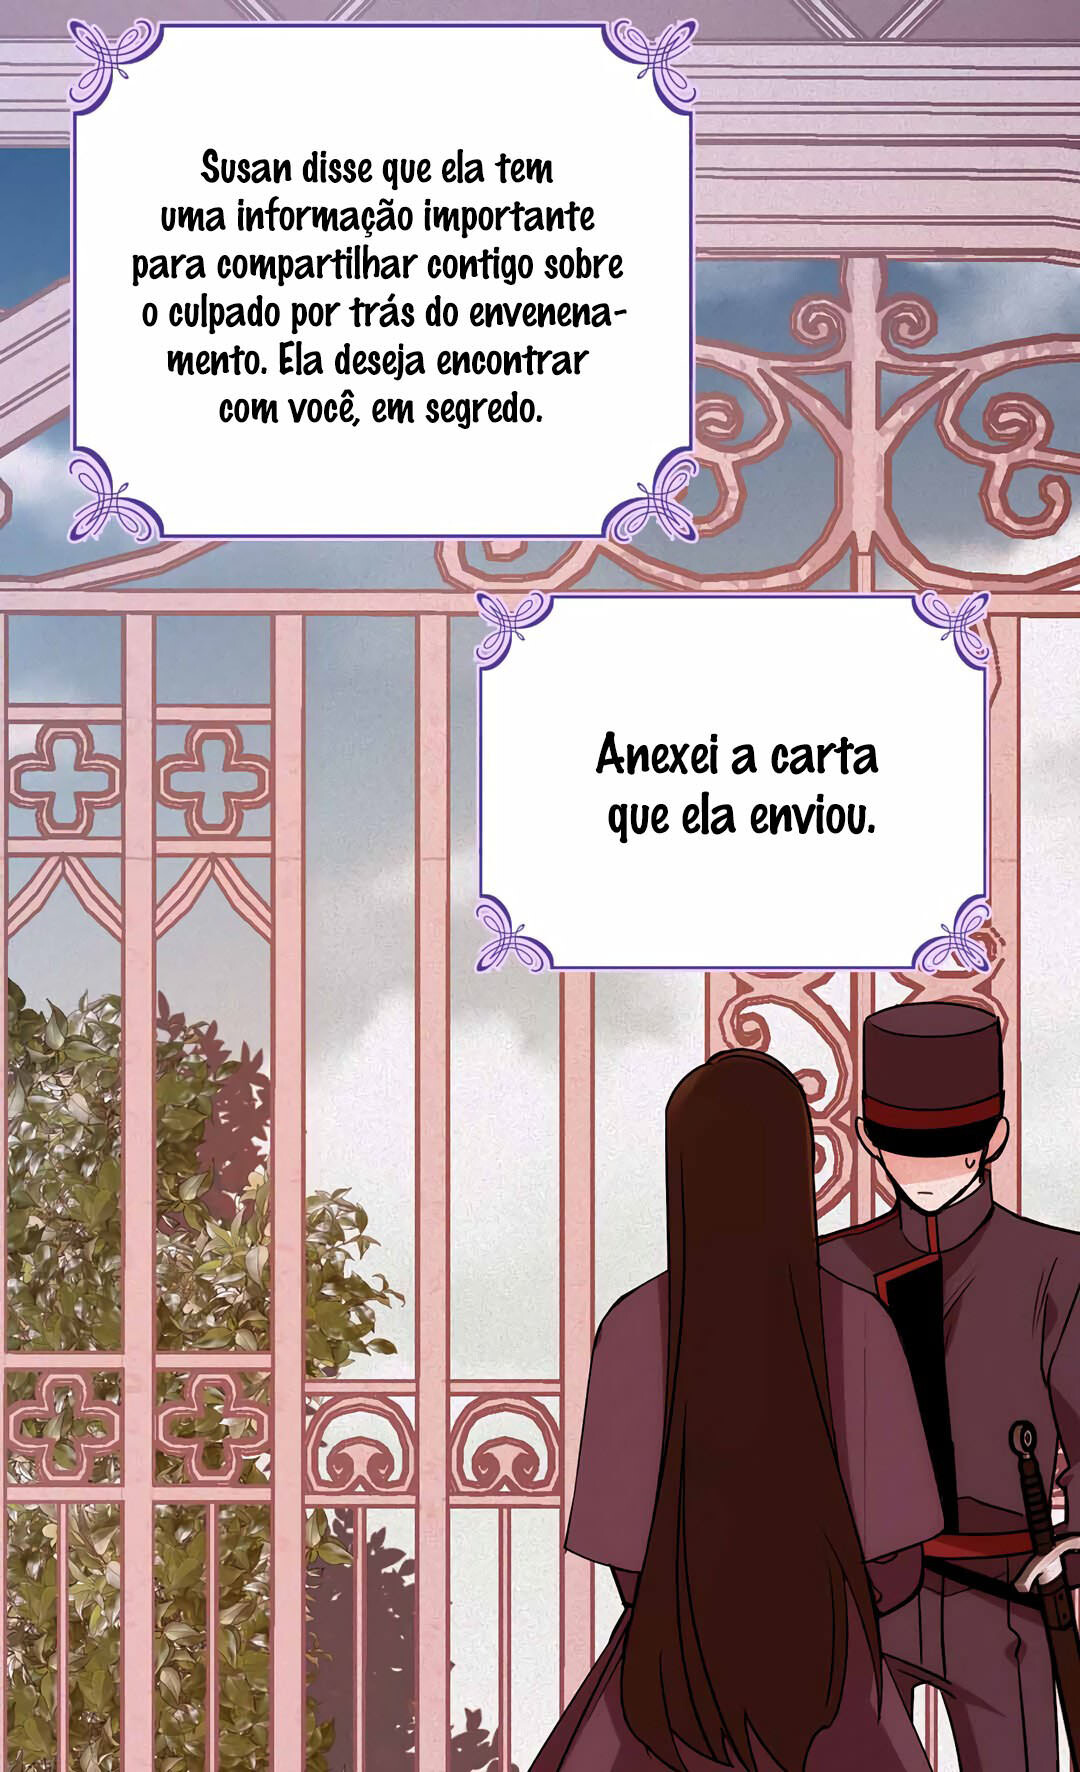 Susan disse que ela tem
uma informação importante
para compartilhar contigo sobre
o culpado por trás do envenena-
mento. Ela deseja encontrar
com você, em segredo.
Anexei a carta
que ela enviou.